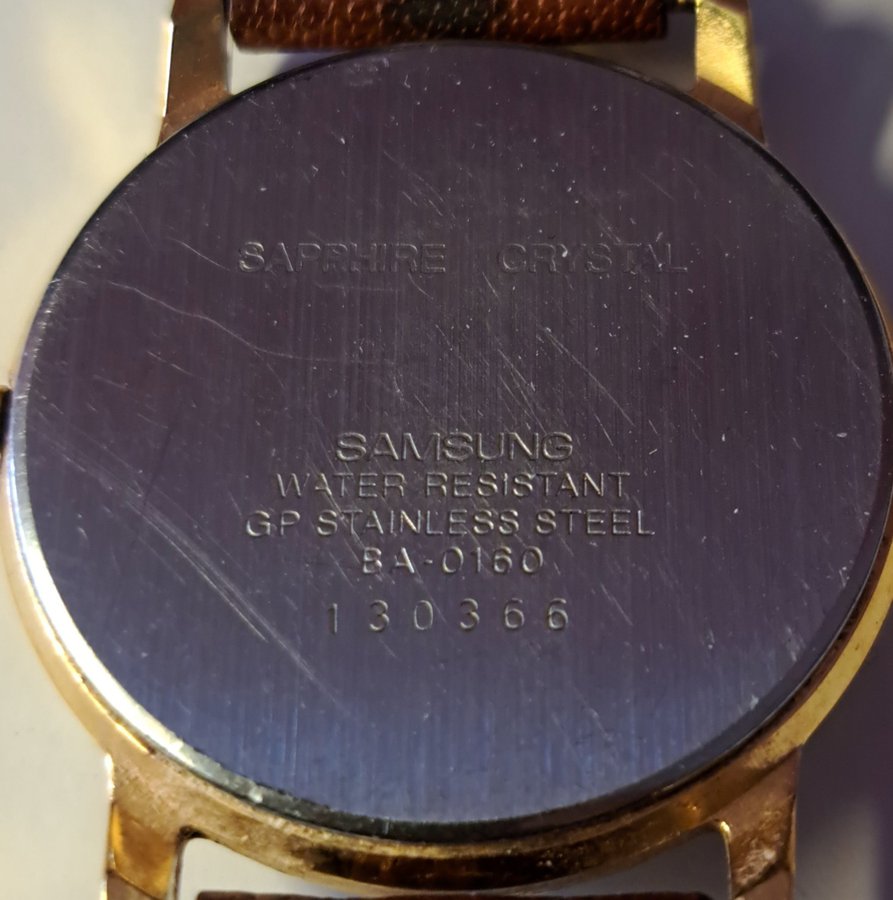 SAPPHIRE CRYSTAL
SAMSUNG
WATER RESISTANT
GP STAINLESS STEEL
BA-0160
130366